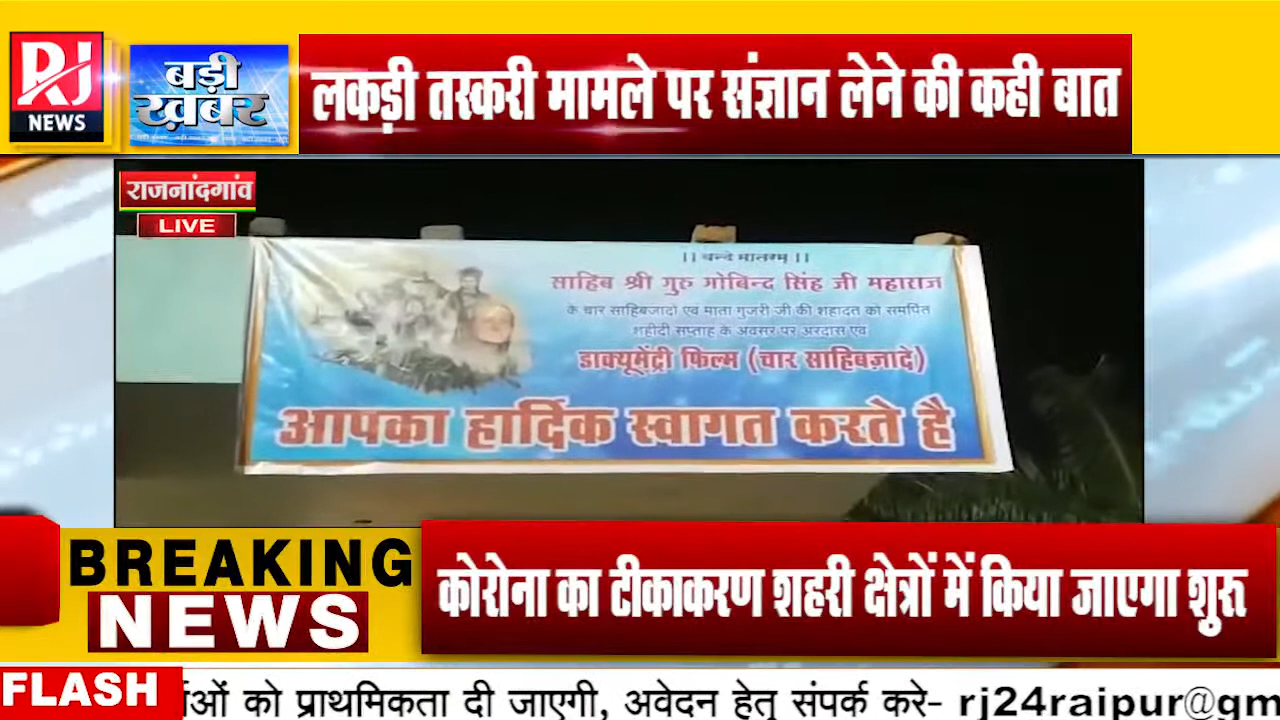 RJ
NEWS
बड़ी
ख़बर
लकड़ी तस्करी मामले पर संज्ञान लेने की कही बात
राजनांदगांव
LIVE
।। वन्दे मातरम ।।
साहिब श्री गुरु गोबिन्द सिंह जी महाराज
के चार साहिबजादों एवं माता गुजरी जी की शहादत को समर्पित
शहीदी सप्ताह के अवसर पर अरदास एवं
डाक्यूमेंट्री फिल्म (चार साहिबज़ादे)
आपका हार्दिक स्वागत करते है
BREAKING
NEWS
कोरोना का टीकाकरण शहरी क्षेत्रों में किया जाएगा शुरू
FLASH
को प्राथमिकता दी जाएगी, आवेदन हेतु संपर्क करे- rj24raipur@gm